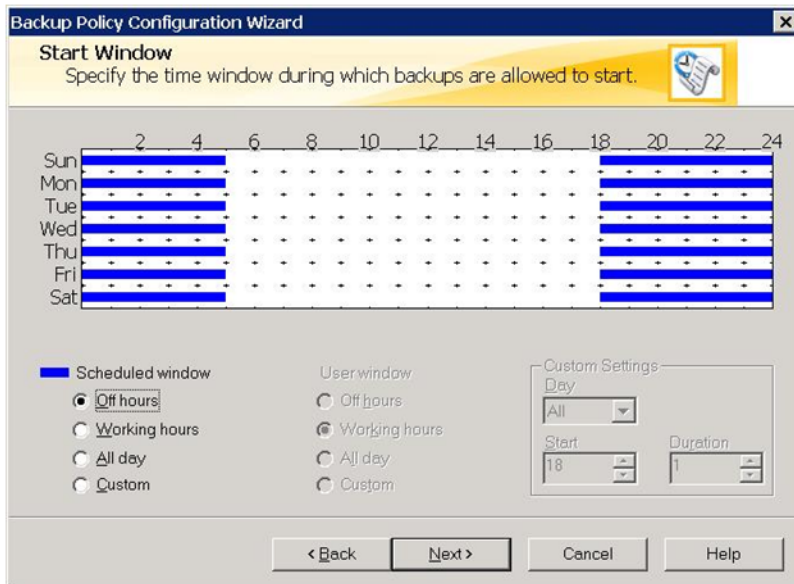 Backup Policy Configuration Wizard
Start Window
Specify the time window during which backups are allowed to start.
2 4 6 8 10 12 14 16 18 20 22 24
Sun
Mon
Tue
Wed
Thu
Fri
Sat
Scheduled window
Off hours
Working hours
All day
Custom
User window
Off hours
Working hours
All day
Custom
Custom Settings
Day
All
Start
18
Duration
1
< Back
Next >
Cancel
Help